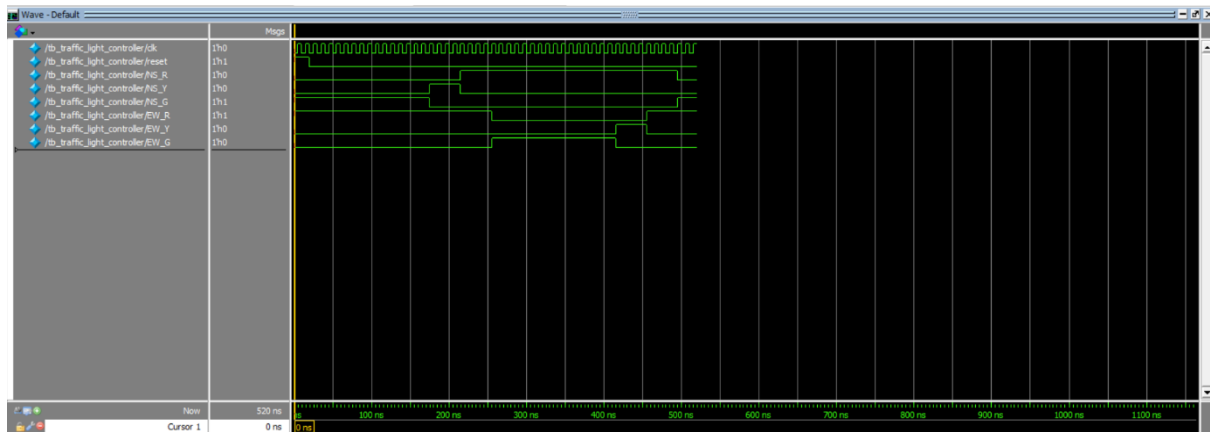 Wave - Default
Msgs
/tb_traffic_light_controller/clk 1'h0
/tb_traffic_light_controller/reset 1'h1
/tb_traffic_light_controller/NS_R 1'h0
/tb_traffic_light_controller/NS_Y 1'h0
/tb_traffic_light_controller/NS_G 1'h1
/tb_traffic_light_controller/EW_R 1'h1
/tb_traffic_light_controller/EW_Y 1'h0
/tb_traffic_light_controller/EW_G 1'h0
Now 520 ns 100 ns 200 ns 300 ns 400 ns 500 ns 600 ns 700 ns 800 ns 900 ns 1000 ns 1100 ns
Cursor 1 0 ns 0 ns